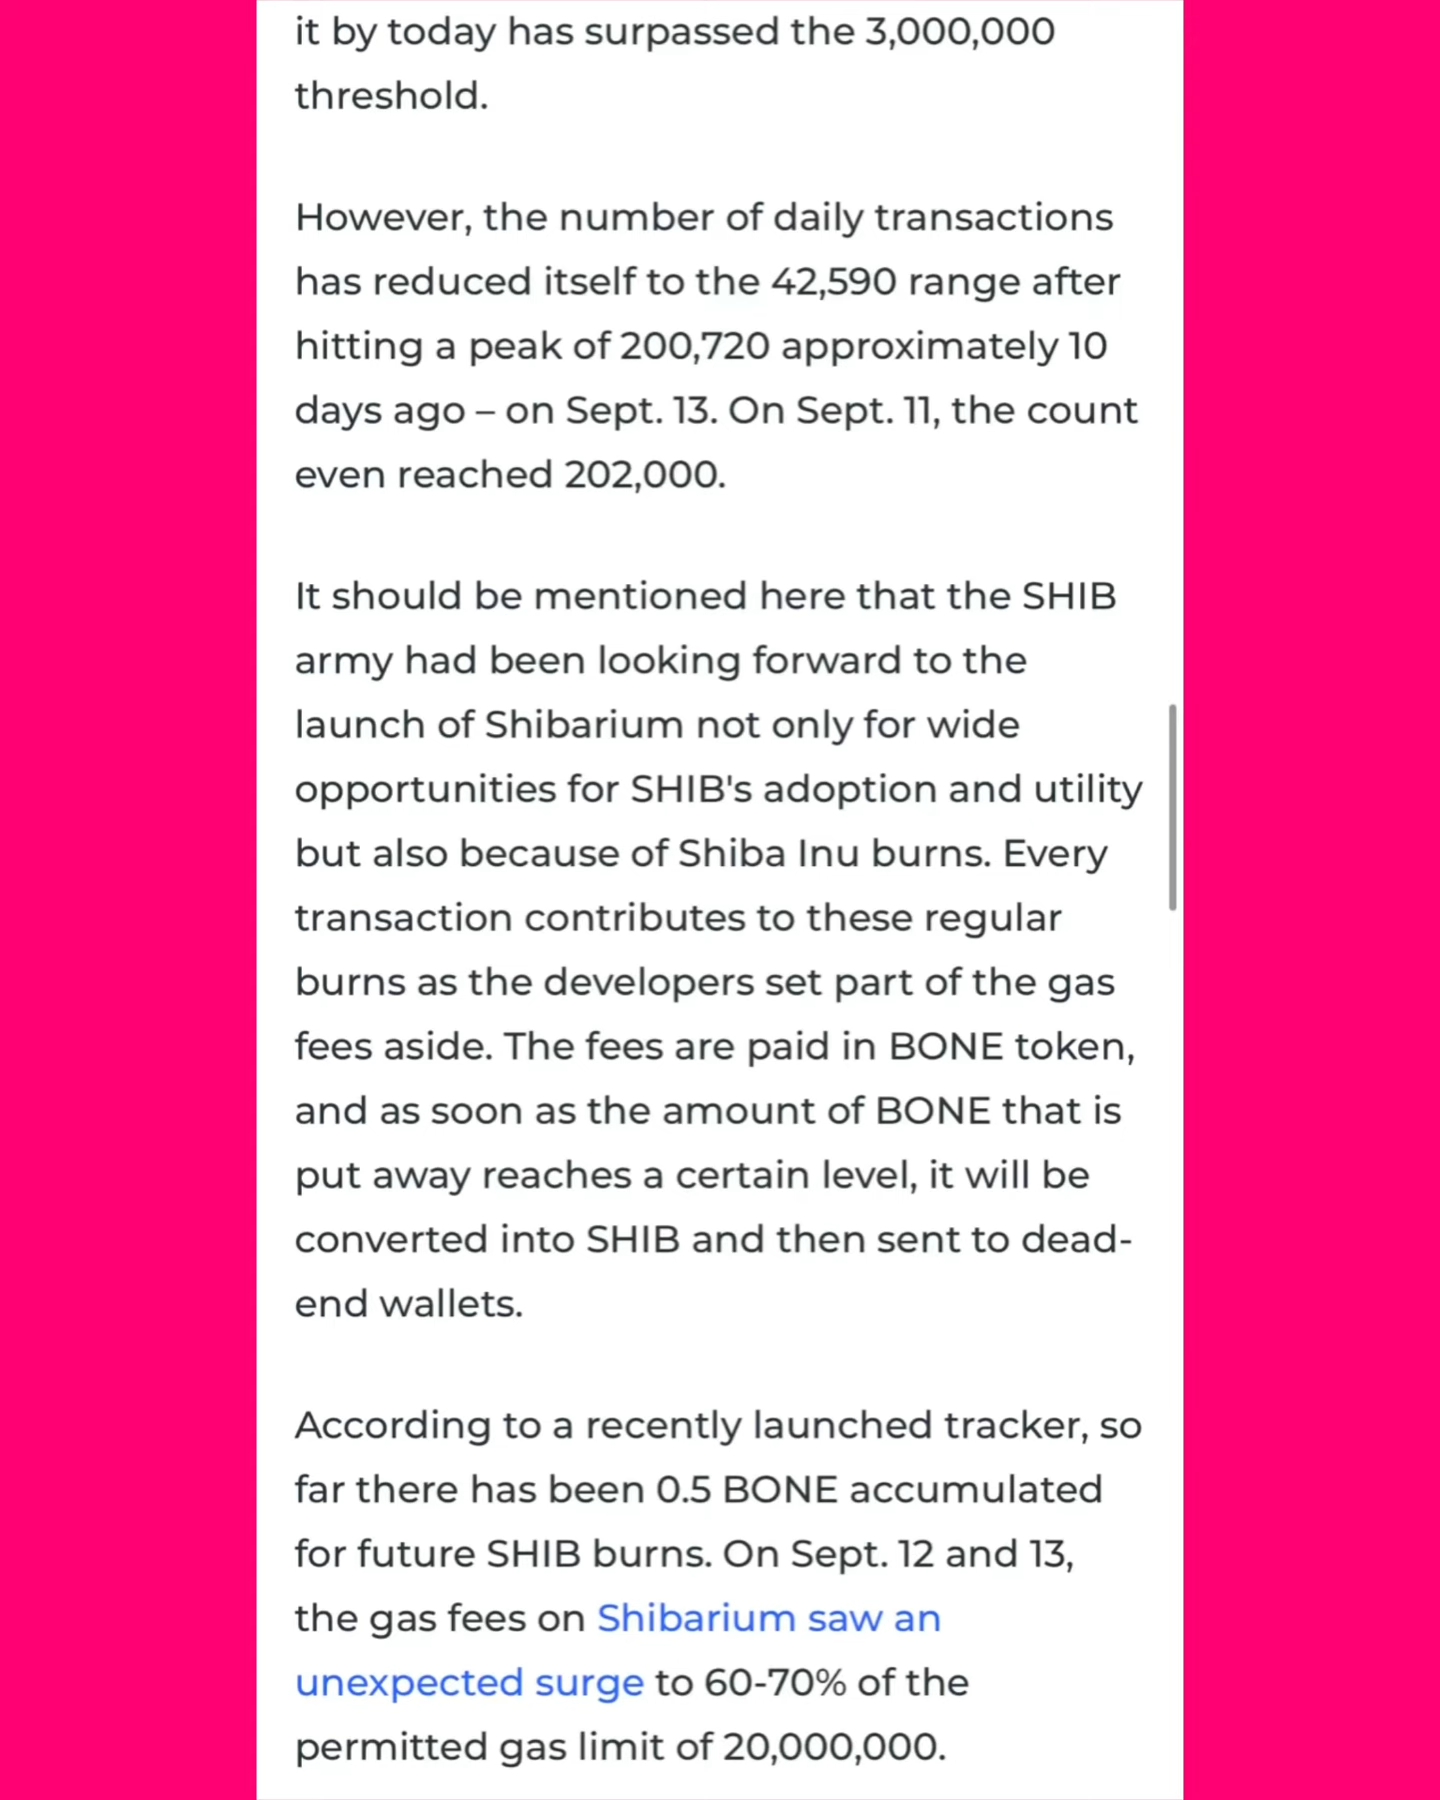 it by today has surpassed the 3,000,000
threshold.
However, the number of daily transactions
has reduced itself to the 42,590 range after
hitting a peak of 200,720 approximately 10
days ago – on Sept. 13. On Sept. 11, the count
even reached 202,000.
It should be mentioned here that the SHIB
army had been looking forward to the
launch of Shibarium not only for wide
opportunities for SHIB's adoption and utility
but also because of Shiba Inu burns. Every
transaction contributes to these regular
burns as the developers set part of the gas
fees aside. The fees are paid in BONE token,
and as soon as the amount of BONE that is
put away reaches a certain level, it will be
converted into SHIB and then sent to dead-
end wallets.
According to a recently launched tracker, so
far there has been 0.5 BONE accumulated
for future SHIB burns. On Sept. 12 and 13,
the gas fees on Shibarium saw an
unexpected surge to 60-70% of the
permitted gas limit of 20,000,000.